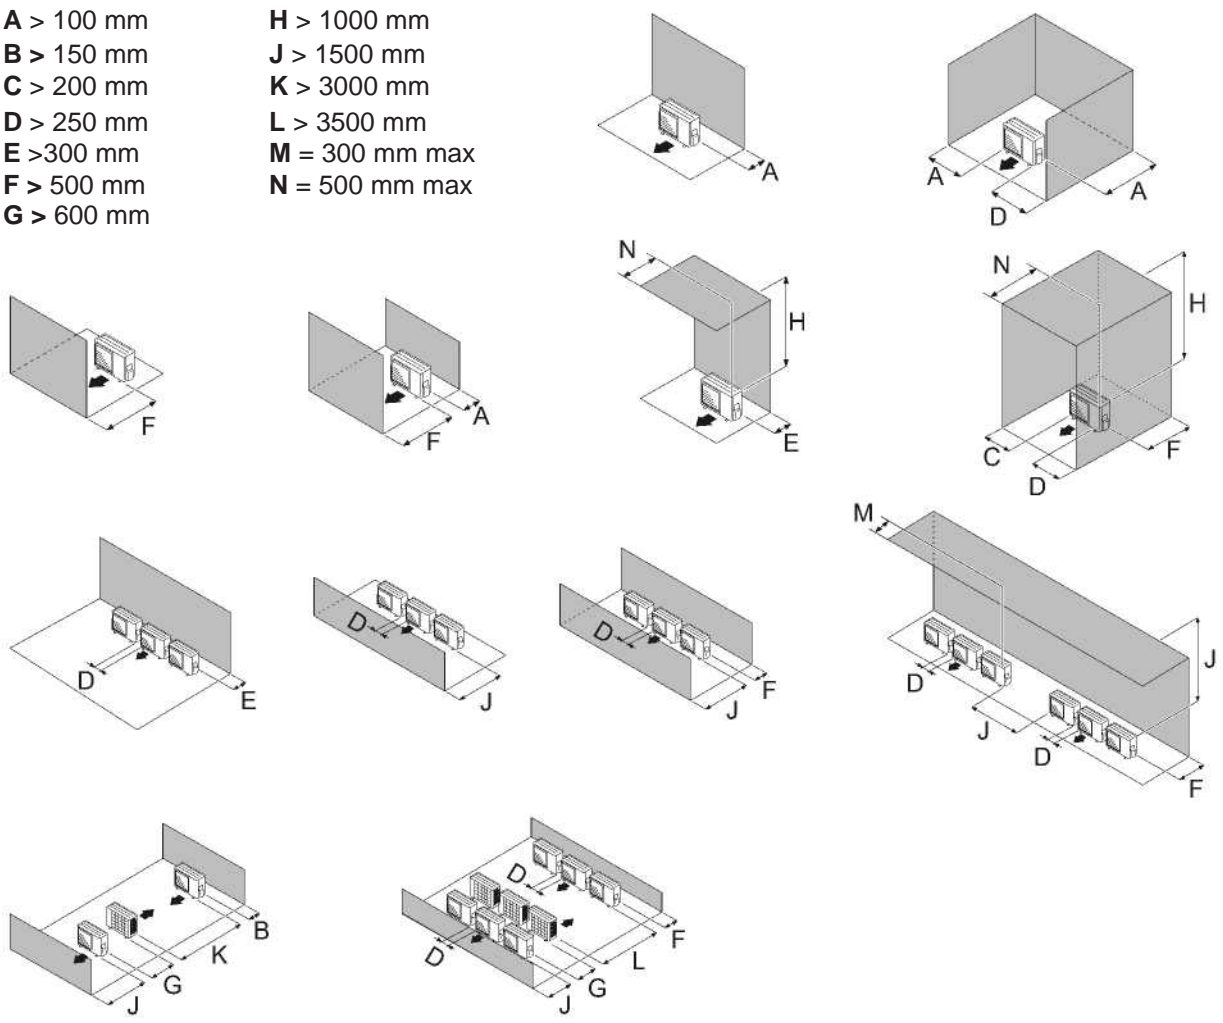 A > 100 mm
B > 150 mm
C > 200 mm
D > 250 mm
E >300 mm
F > 500 mm
G > 600 mm
H > 1000 mm
J > 1500 mm
K > 3000 mm
L > 3500 mm
M = 300 mm max
N = 500 mm max
A
A
D
A
F
F
A
N
H
E
N
H
C
D
F
D
E
D
J
D
J
F
M
J
D
J
D
F
J
G
K
B
D
D
J
G
L
F